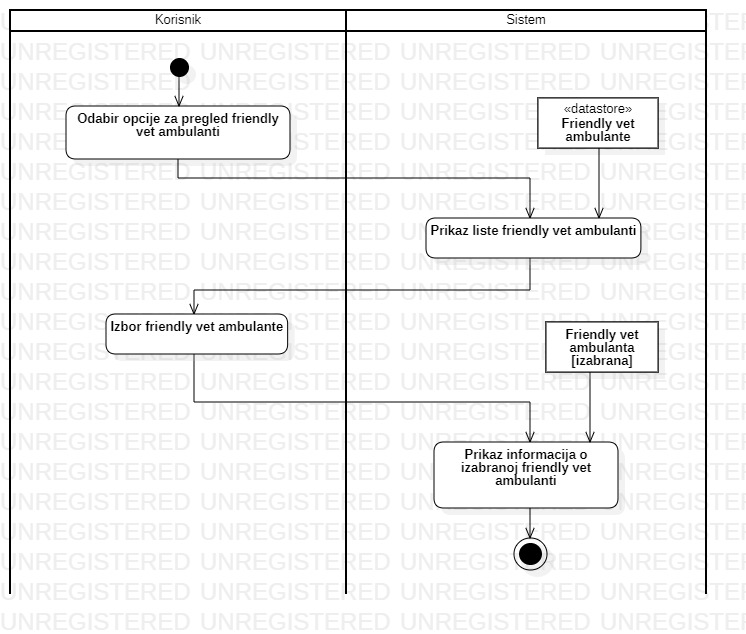 Korisnik
Sistem
Odabir opcije za pregled friendly
vet ambulanti
«datastore»
Friendly vet
ambulante
Prikaz liste friendly vet ambulanti
Izbor friendly vet ambulante
Friendly vet
ambulanta
[izabrana]
Prikaz informacija o
izabranoj friendly vet
ambulanti
UNREGISTERED UNREGISTERED UNREGISTERED UNREGISTERED